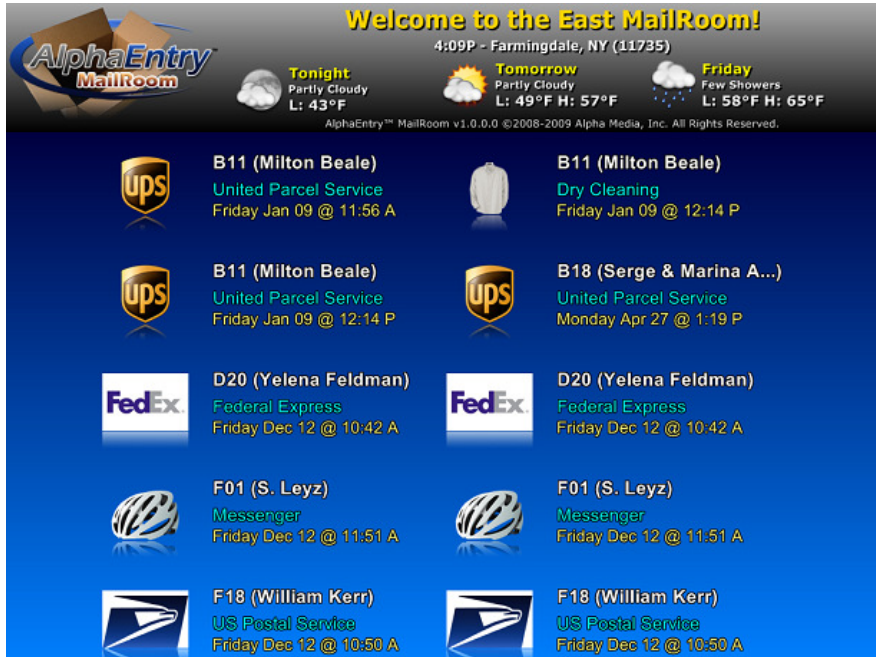 AlphaEntry™
MailRoom
Welcome to the East MailRoom!
4:09P - Farmingdale, NY (11735)
Tonight
Partly Cloudy
L: 43°F
Tomorrow
Partly Cloudy
L: 49°F H: 57°F
Friday
Few Showers
L: 58°F H: 65°F
AlphaEntry™ MailRoom v1.0.0.0 ©2008-2009 Alpha Media, Inc. All Rights Reserved.
ups
B11 (Milton Beale)
United Parcel Service
Friday Jan 09 @ 11:56 A
B11 (Milton Beale)
Dry Cleaning
Friday Jan 09 @ 12:14 P
ups
B11 (Milton Beale)
United Parcel Service
Friday Jan 09 @ 12:14 P
ups
B18 (Serge & Marina A...)
United Parcel Service
Monday Apr 27 @ 1:19 P
FedEx.
D20 (Yelena Feldman)
Federal Express
Friday Dec 12 @ 10:42 A
FedEx.
D20 (Yelena Feldman)
Federal Express
Friday Dec 12 @ 10:42 A
F01 (S. Leyz)
Messenger
Friday Dec 12 @ 11:51 A
F01 (S. Leyz)
Messenger
Friday Dec 12 @ 11:51 A
F18 (William Kerr)
US Postal Service
Friday Dec 12 @ 10:50 A
F18 (William Kerr)
US Postal Service
Friday Dec 12 @ 10:50 A